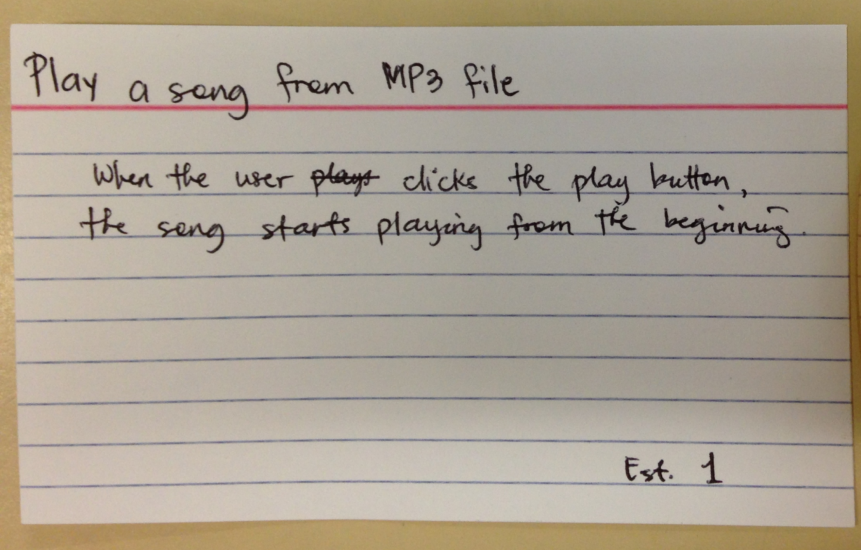 Play a song from MP3 file
When the user plays clicks the play button,
the song starts playing from the beginning.
Est. 1